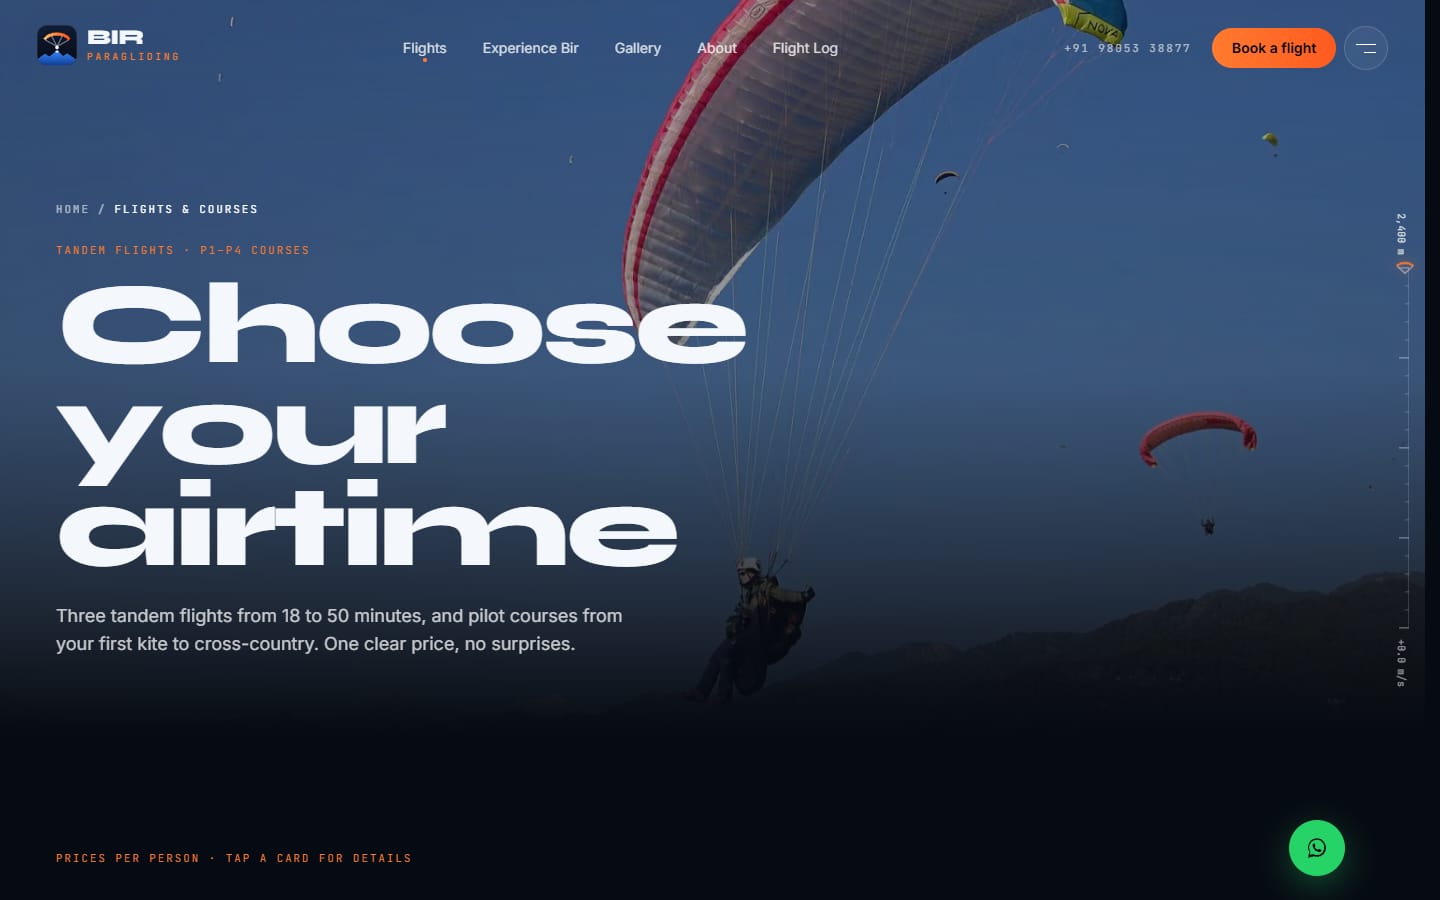 BIR
PARAGLIDING
Flights
Experience Bir
Gallery
About
Flight Log
+91 98053 38877
Book a flight
NOVA
HOME / FLIGHTS & COURSES
TANDEM FLIGHTS · P1–P4 COURSES
Choose
your
airtime
Three tandem flights from 18 to 50 minutes, and pilot courses from
your first kite to cross-country. One clear price, no surprises.
2,400 m
+0.0 m/s
PRICES PER PERSON · TAP A CARD FOR DETAILS